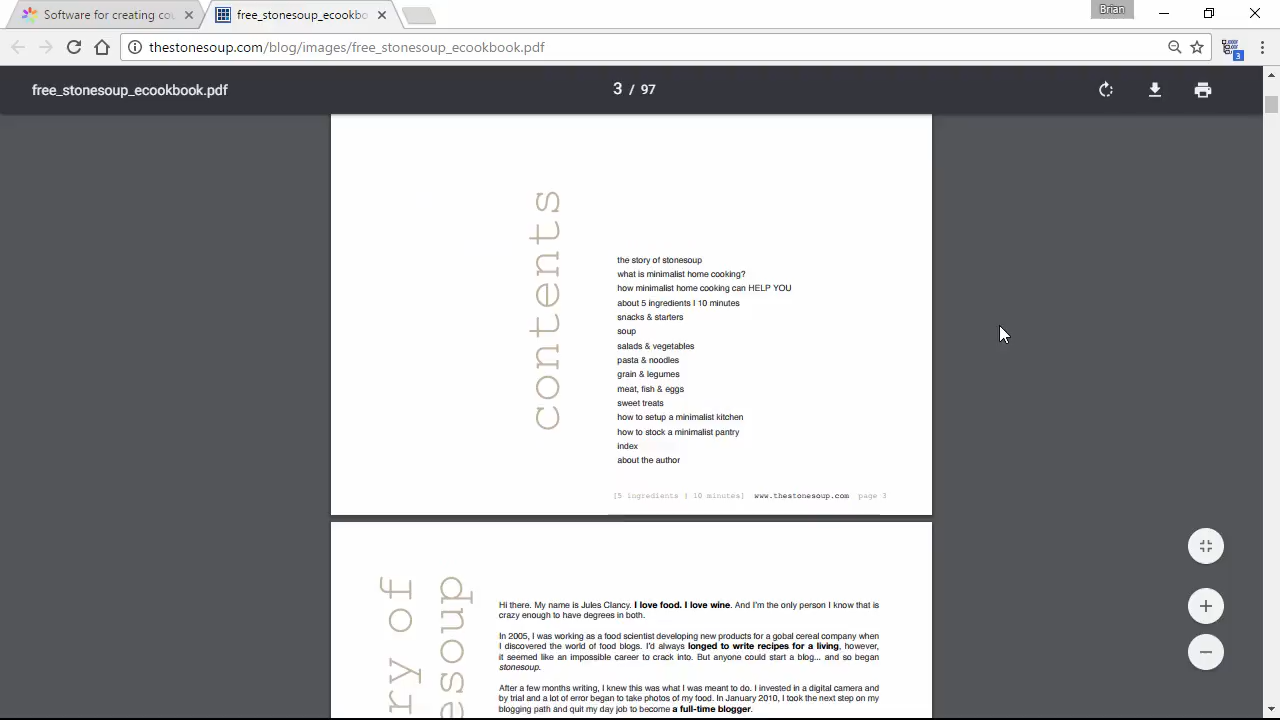 Software for creating cou
free_stonesoup_ecookbo
Brian
thestonesoup.com/blog/images/free_stonesoup_ecookbook.pdf
3
free_stonesoup_ecookbook.pdf
3 / 97
contents
the story of stonesoup
what is minimalist home cooking?
how minimalist home cooking can HELP YOU
about 5 ingredients I 10 minutes
snacks & starters
soup
salads & vegetables
pasta & noodles
grain & legumes
meat, fish & eggs
sweet treats
how to setup a minimalist kitchen
how to stock a minimalist pantry
index
about the author
[5 ingredients | 10 minutes] www.thestonesoup.com page 3
ry of
esoup
Hi there. My name is Jules Clancy. I love food. I love wine. And I'm the only person I know that is
crazy enough to have degrees in both.
In 2005, I was working as a food scientist developing new products for a gobal cereal company when
I discovered the world of food blogs. I'd always longed to write recipes for a living, however,
it seemed like an impossible career to crack into. But anyone could start a blog... and so began
stonesoup.
After a few months writing, I knew this was what I was meant to do. I invested in a digital camera and
by trial and a lot of error began to take photos of my food. In January 2010, I took the next step on my
blogging path and quit my day job to become a full-time blogger.